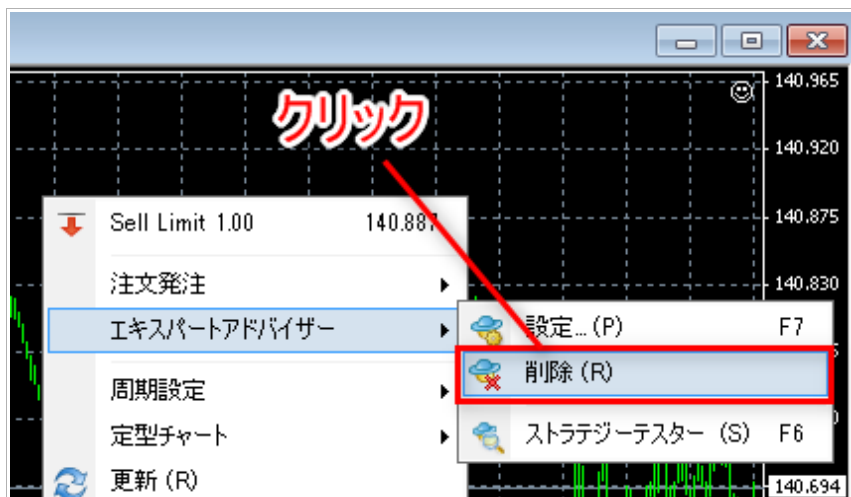 140.965
クリック
140.920
140.875
Sell Limit 1.00 140.887
140.830
注文発注
エキスパートアドバイザー
設定...(P) F7
削除(R)
周期設定
定型チャート
ストラテジーテスター (S) F6
更新(R)
140.694